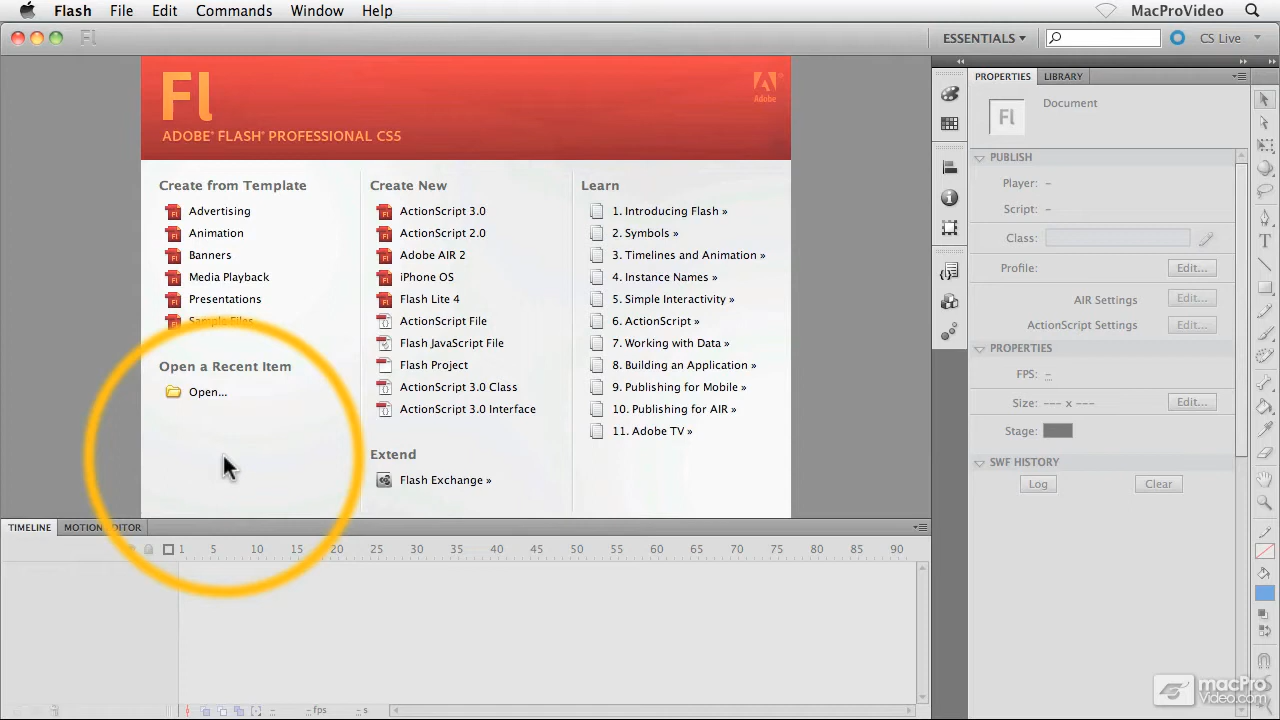 Flash File Edit Commands Window Help MacProVideo
Fl ESSENTIALS CS Live
Fl
Adobe
ADOBE® FLASH® PROFESSIONAL CS5
Create from Template
Advertising
Animation
Banners
Media Playback
Presentations
Sample Files
Open a Recent Item
Open...
Create New
ActionScript 3.0
ActionScript 2.0
Adobe AIR 2
iPhone OS
Flash Lite 4
ActionScript File
Flash JavaScript File
Flash Project
ActionScript 3.0 Class
ActionScript 3.0 Interface
Extend
Flash Exchange »
Learn
1. Introducing Flash »
2. Symbols »
3. Timelines and Animation »
4. Instance Names »
5. Simple Interactivity »
6. ActionScript »
7. Working with Data »
8. Building an Application »
9. Publishing for Mobile »
10. Publishing for AIR »
11. Adobe TV »
PROPERTIES LIBRARY
Fl Document
PUBLISH
Player: –
Script: –
Class:
Profile: Edit...
AIR Settings Edit...
ActionScript Settings Edit...
PROPERTIES
FPS: --
Size: --- x --- Edit...
Stage:
SWF HISTORY
Log Clear
TIMELINE MOTION EDITOR
1 5 10 15 20 25 30 35 40 45 50 55 60 65 70 75 80 85 90
– – fps – s
macPro
Video.com